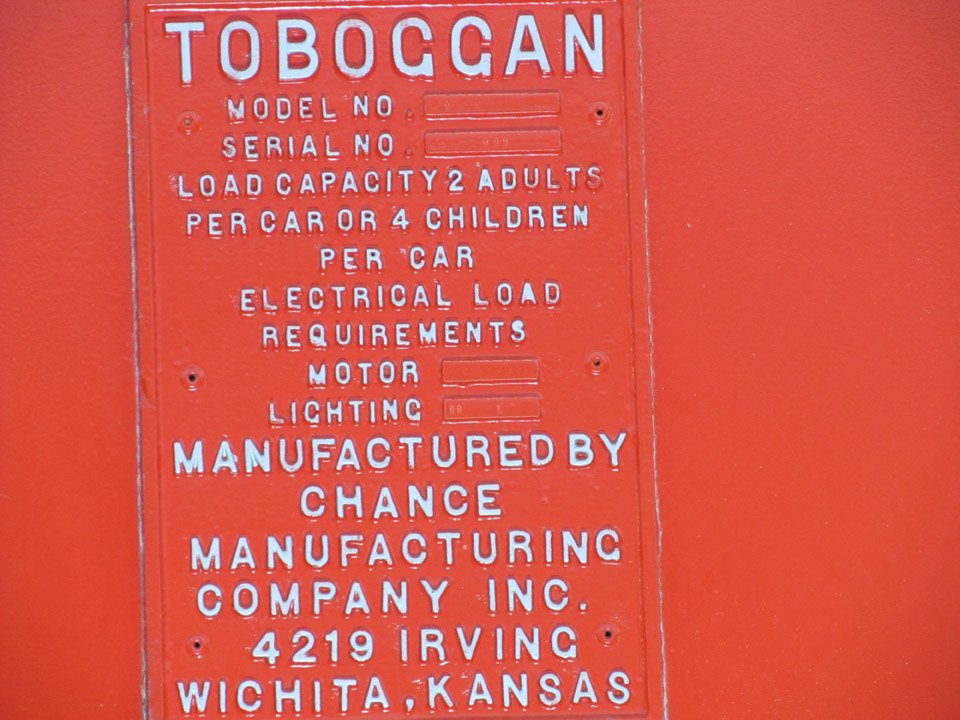 TOBOGGAN
MODEL NO.
SERIAL NO.
LOAD CAPACITY 2 ADULTS
PER CAR OR 4 CHILDREN
PER CAR
ELECTRICAL LOAD
REQUIREMENTS
MOTOR
LIGHTING
MANUFACTURED BY
CHANCE
MANUFACTURING
COMPANY INC.
4219 IRVING
WICHITA, KANSAS